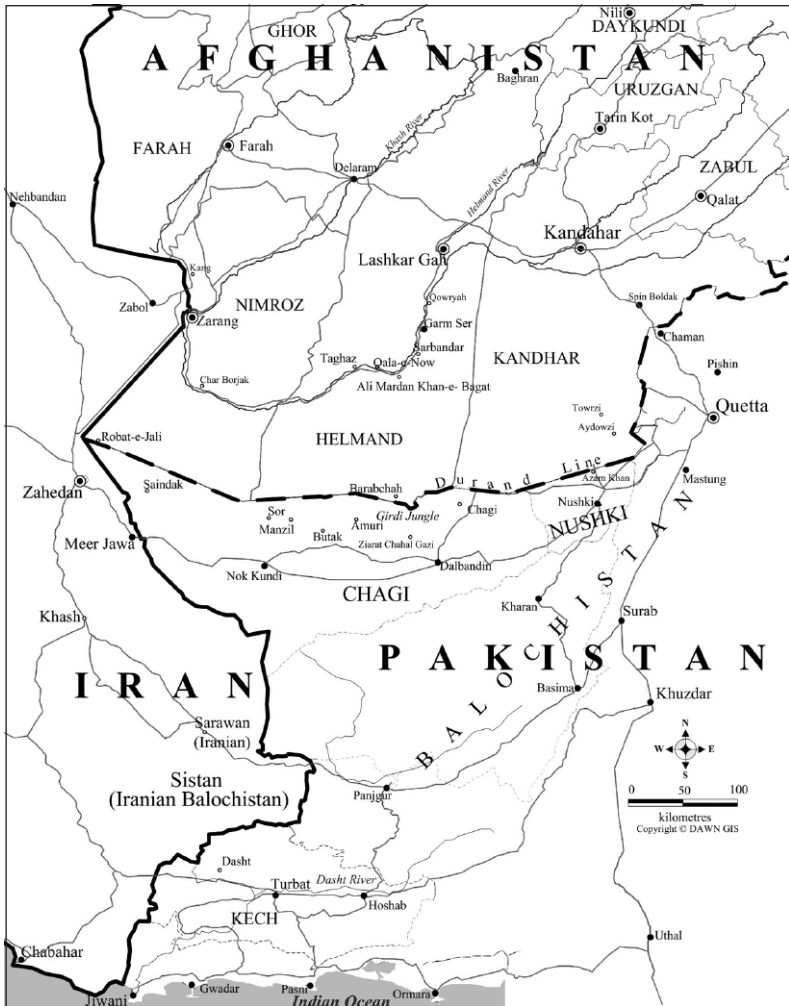 Nili
DAYKUNDI
GHOR
AFGHANISTAN
Baghran
URUZGAN
Khash River
Tarin Kot
FARAH
Farah
Delaram
ZABUL
Helmand River
Qalat
Nehbandan
Kandahar
Lashkar Gah
Kang
Zabol
NIMROZ
Qowryah
Spin Boldak
Zarang
Garm Ser
Chaman
Sarbandar
KANDHAR
Taghaz
Qala-e-Now
Pishin
Char Borjak
Ali Mardan Khan-e- Bagat
Towrzi
Quetta
Aydowzi
Robat-e-Jali
HELMAND
Durand Line
Azam Khan
Mastung
Zahedan
Saindak
Barabchah
Nushki
Chagi
Sor
Girdi Jungle
Manzil
Amuri
NUSHKI
Butak
Ziarat Chahal Gazi
Meer Jawa
Nok Kundi
Dalbandin
CHAGI
Kharan
BALOCHISTAN
Khash
Surab
PAKISTAN
IRAN
Basima
Khuzdar
Sarawan
(Iranian)
N
W E
S
Sistan
(Iranian Balochistan)
Panjgur
0 50 100
kilometres
Copyright © DAWN GIS
Dasht
Turbat
Dasht River
Hoshab
KECH
Uthal
Chabahar
Jiwani
Gwadar
Pasni
Ormara
Indian Ocean